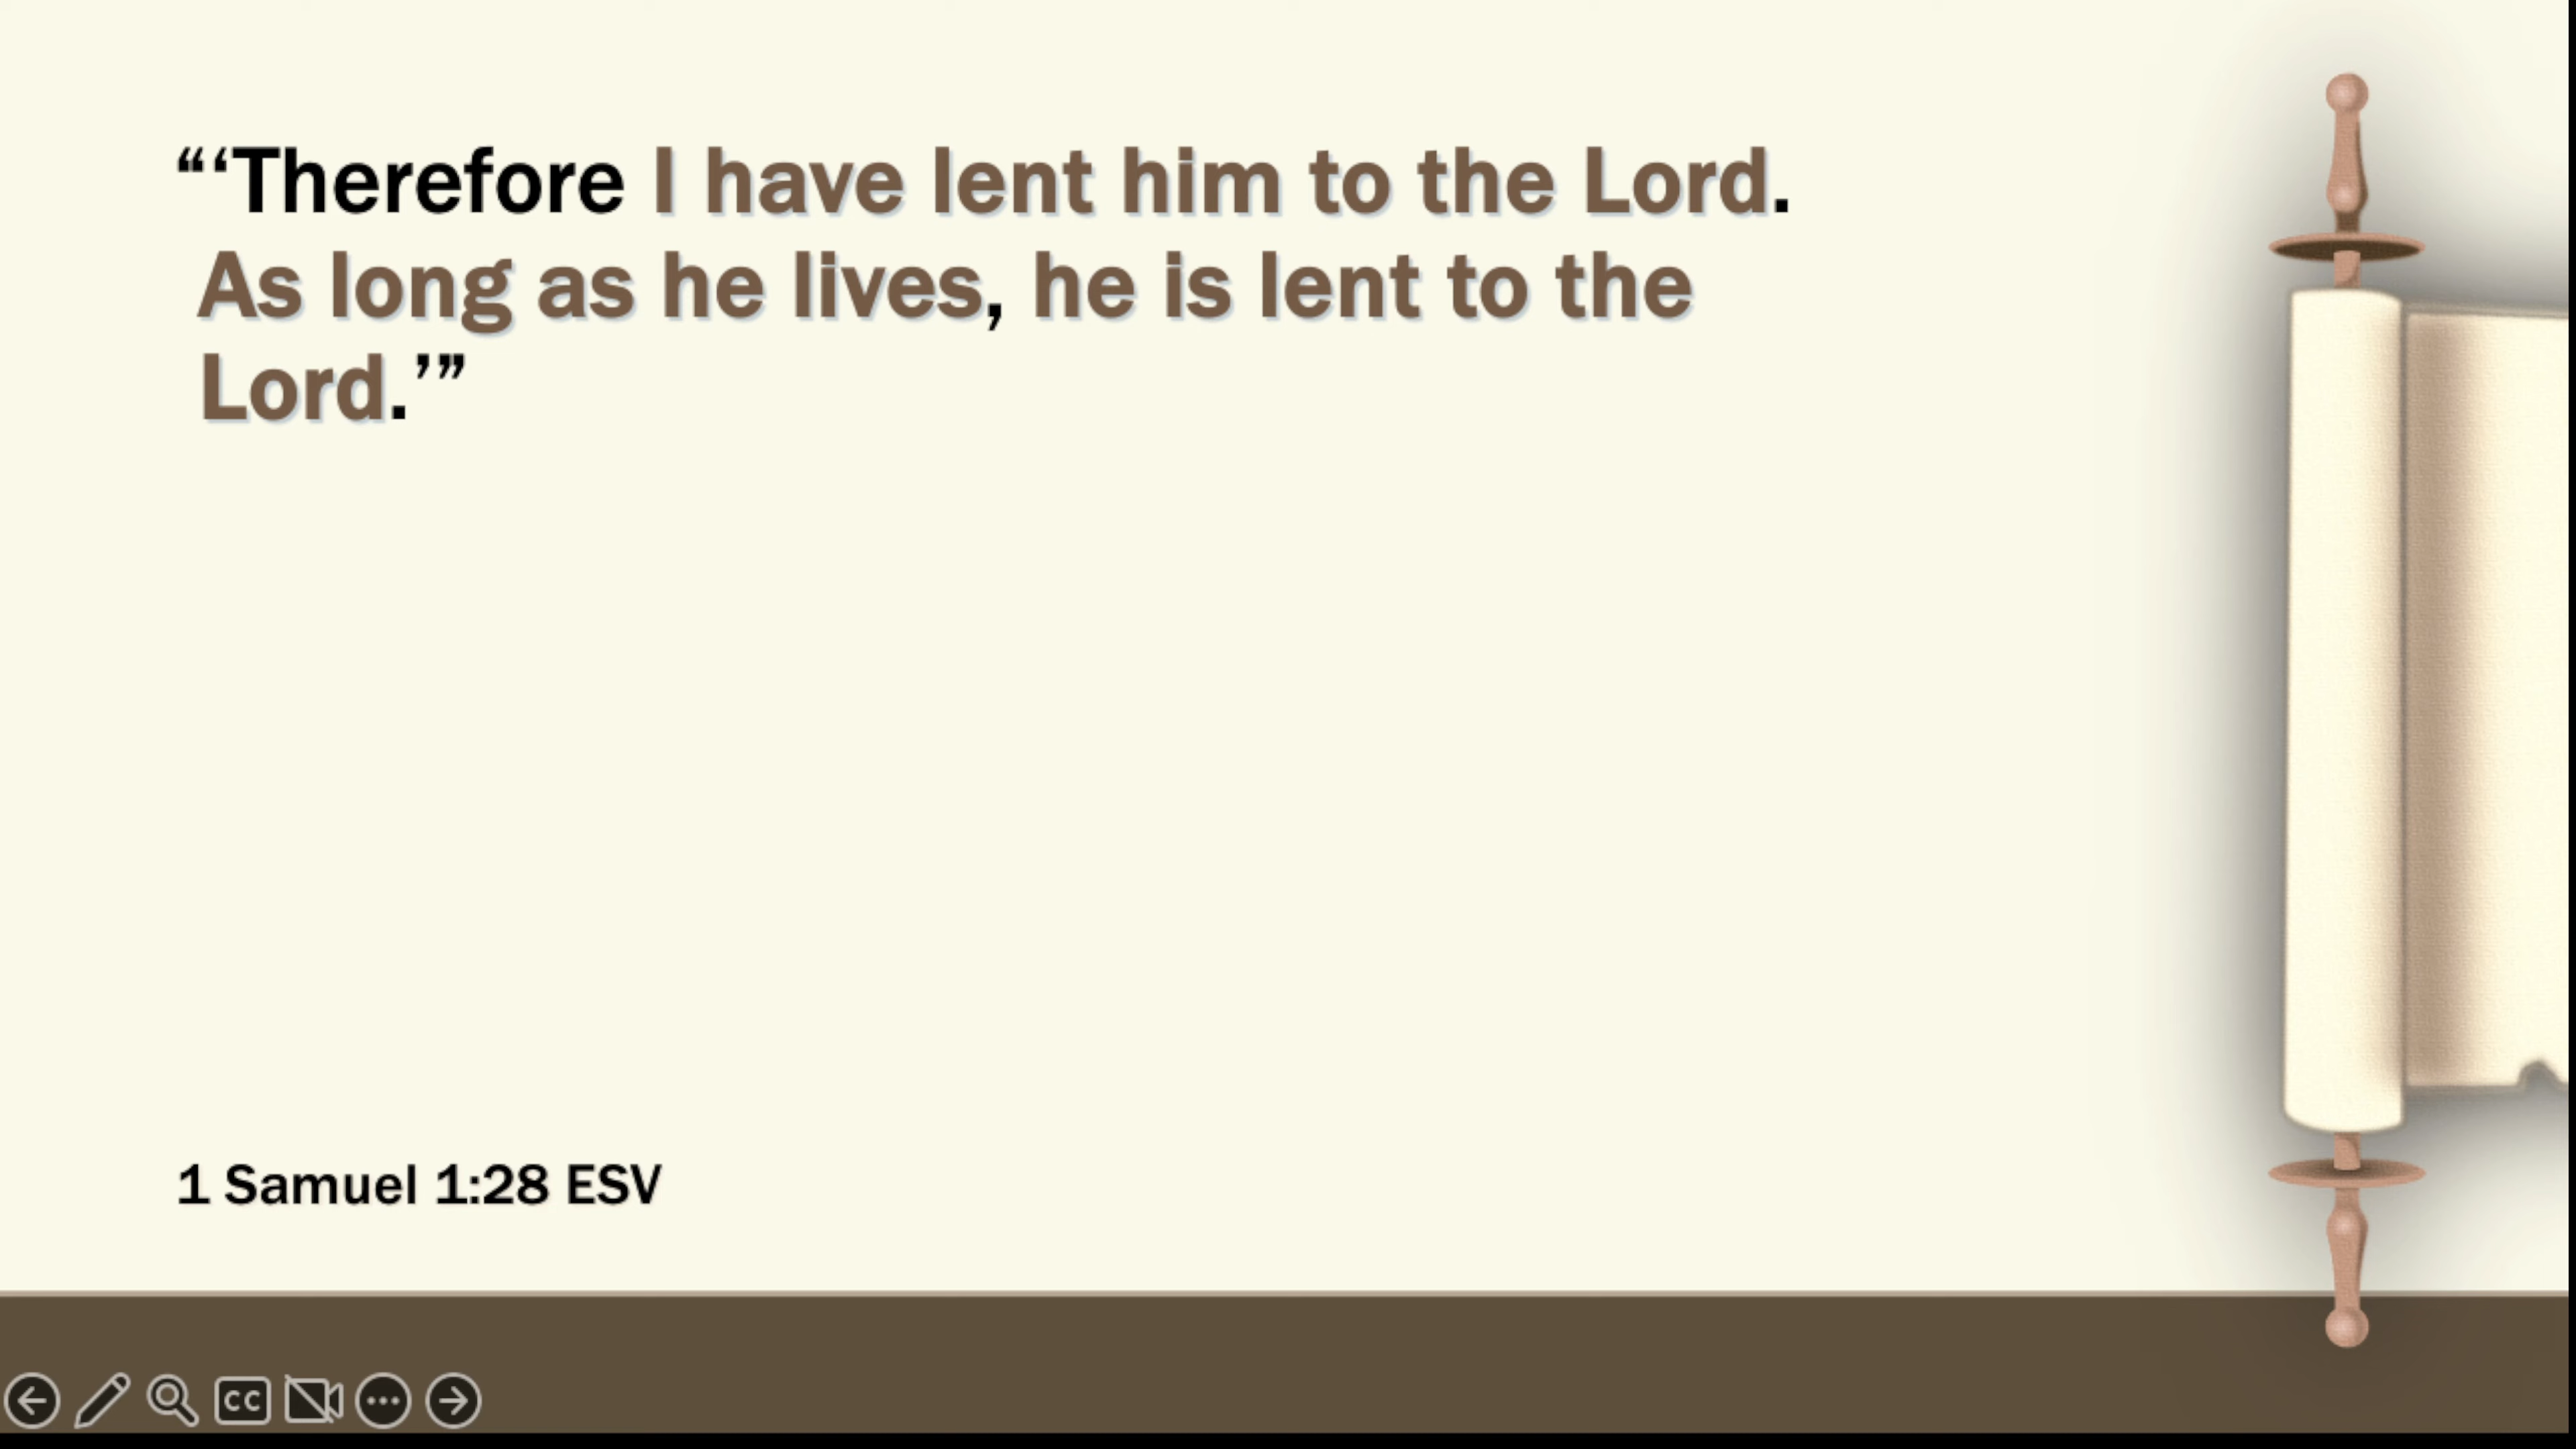 “‘Therefore I have lent him to the Lord.
As long as he lives, he is lent to the
Lord.’”
1 Samuel 1:28 ESV
CC